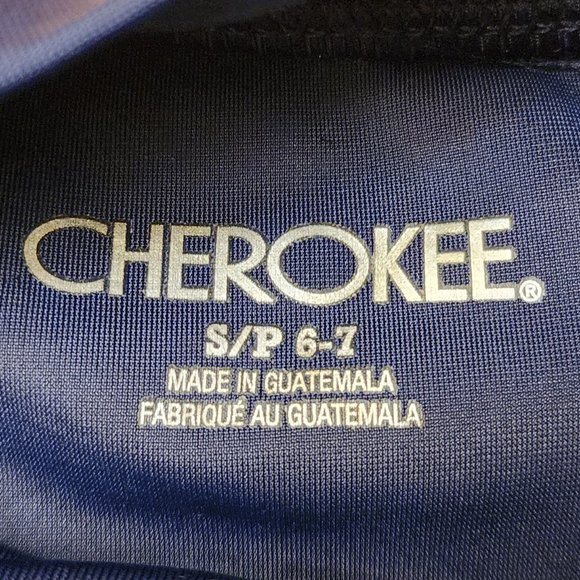 CHEROKEE®
S/P 6-7
MADE IN GUATEMALA
FABRIQUÉ AU GUATEMALA